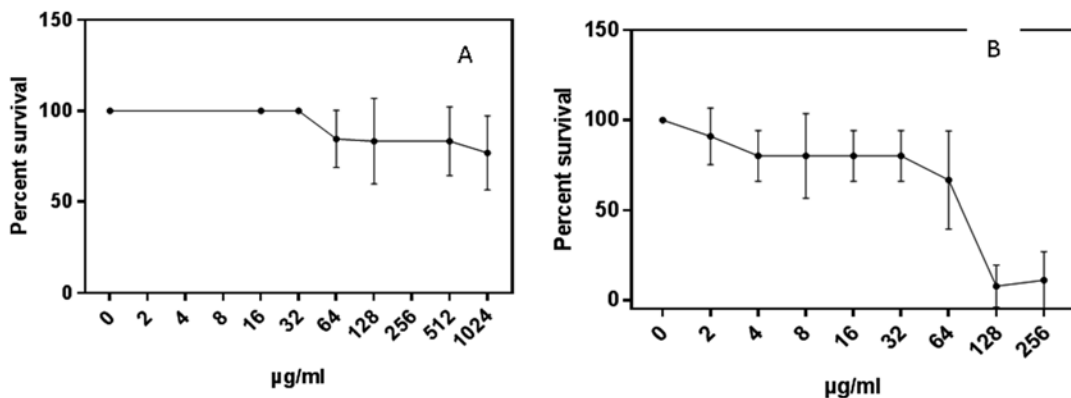 150
A
100
50
0
Percent survival
0 2 4 8 16 32 64 128 256 512 1024
µg/ml
150
B
100
50
0
Percent survival
0 2 4 8 16 32 64 128 256
µg/ml